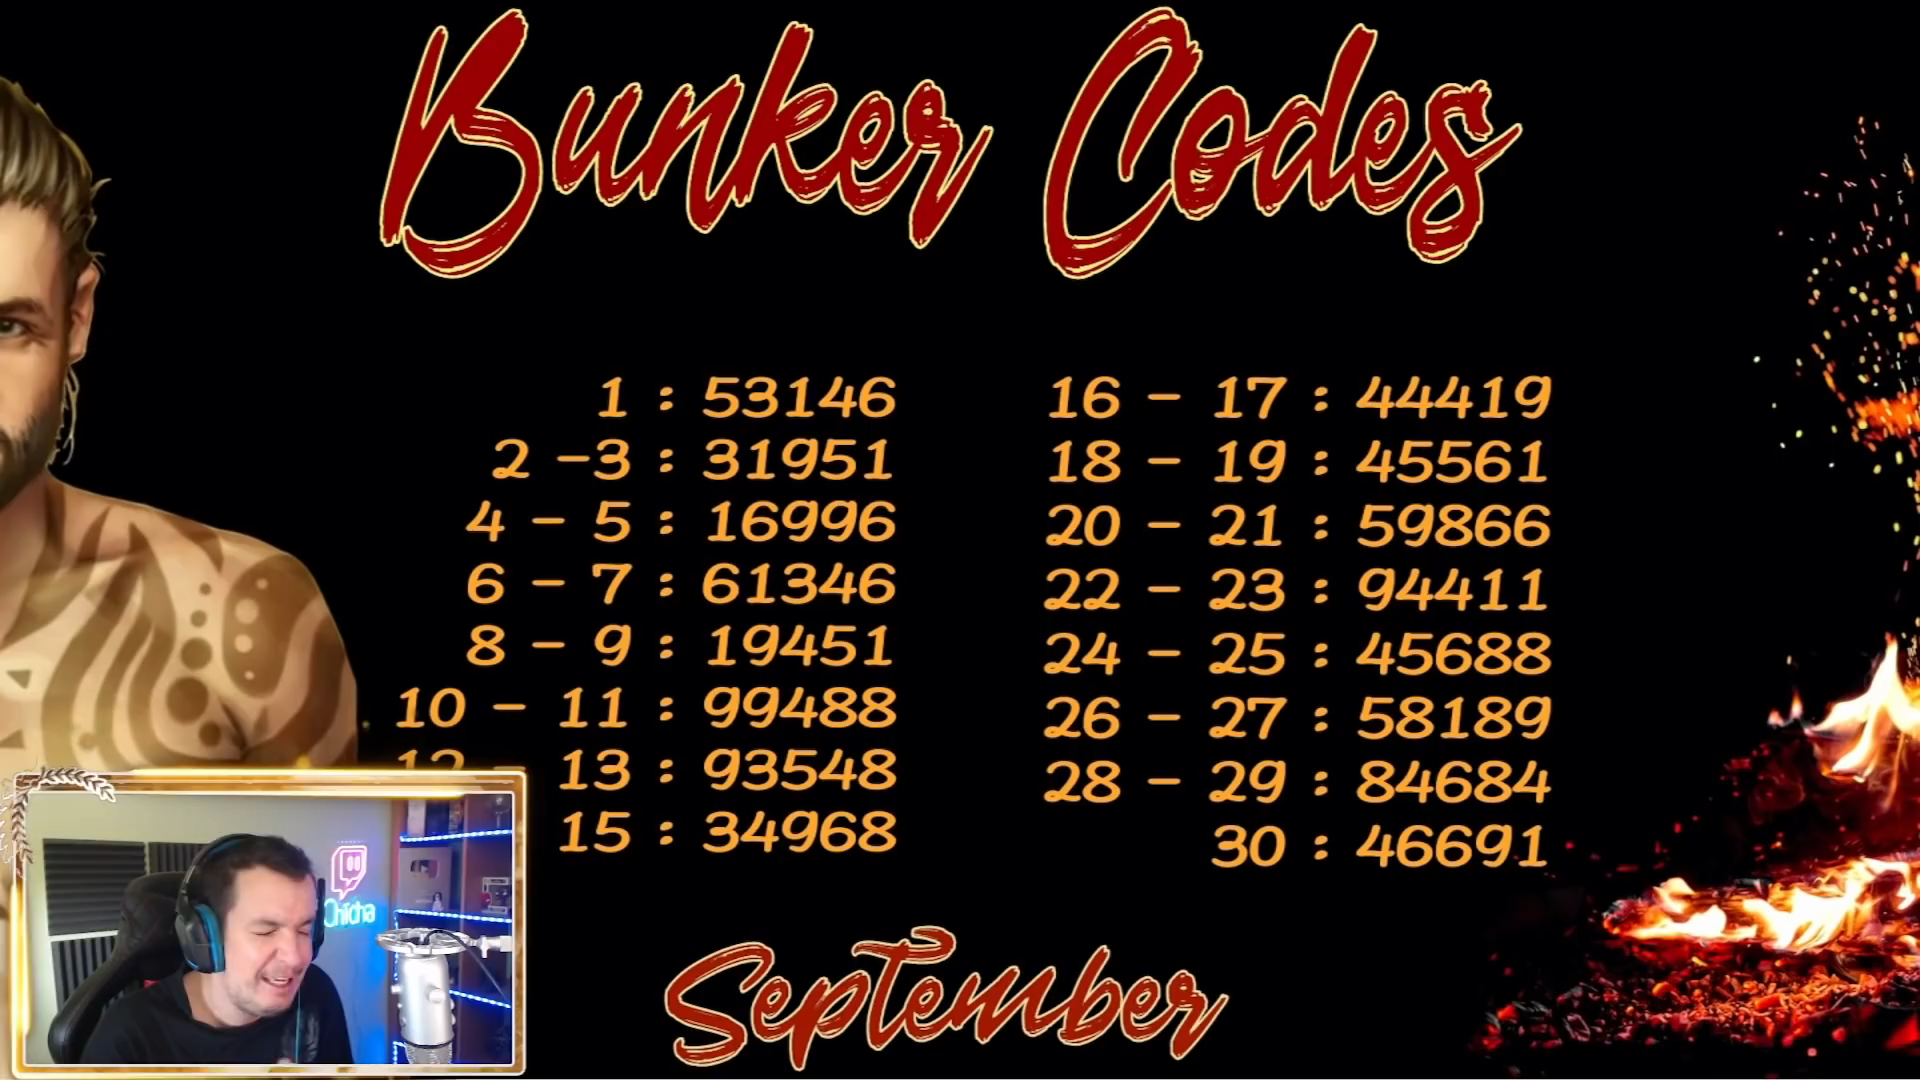 Bunker Codes
1 : 53146
2 -3 : 31951
4 - 5 : 16996
6 - 7 : 61346
8 - 9 : 19451
10 - 11 : 99488
12 - 13 : 93548
15 : 34968
16 - 17 : 44419
18 - 19 : 45561
20 - 21 : 59866
22 - 23 : 94411
24 - 25 : 45688
26 - 27 : 58189
28 - 29 : 84684
30 : 46691
September